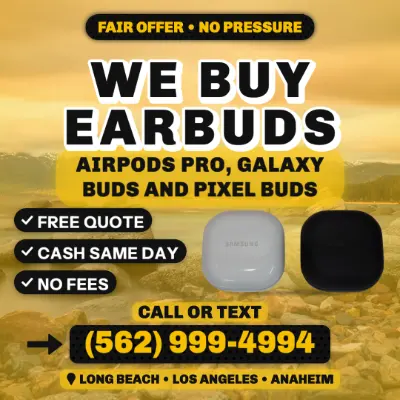 FAIR OFFER • NO PRESSURE
WE BUY
EARBUDS
AIRPODS PRO, GALAXY
BUDS AND PIXEL BUDS
FREE QUOTE
CASH SAME DAY
NO FEES
SAMSUNG
CALL OR TEXT
(562) 999-4994
LONG BEACH • LOS ANGELES • ANAHEIM